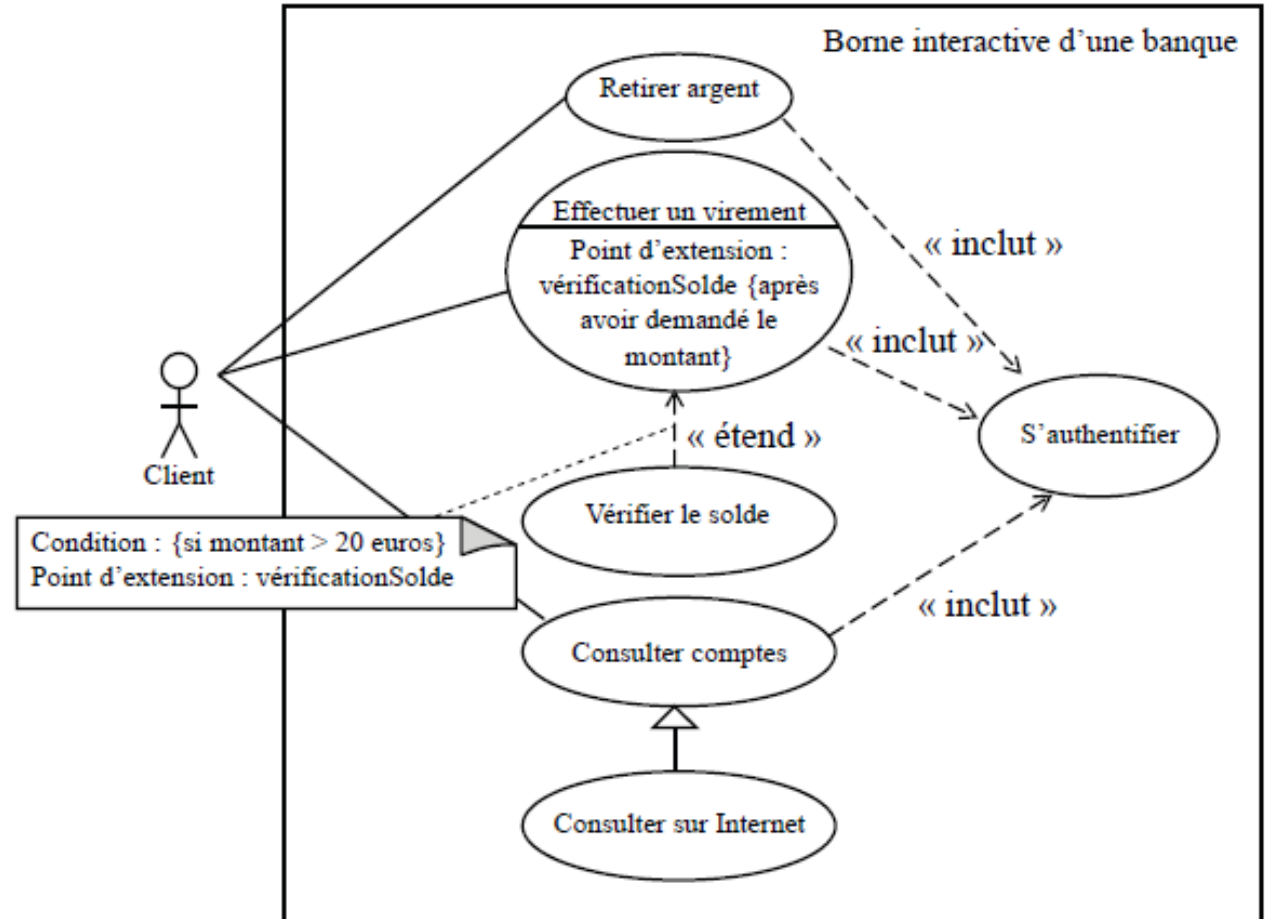 Borne interactive d’une banque
Retirer argent
Effectuer un virement
Point d’extension :
vérificationSolde {après
avoir demandé le
montant}
« inclut »
« inclut »
S’authentifier
Client
« étend »
Vérifier le solde
Condition : {si montant > 20 euros}
Point d’extension : vérificationSolde
« inclut »
Consulter comptes
Consulter sur Internet